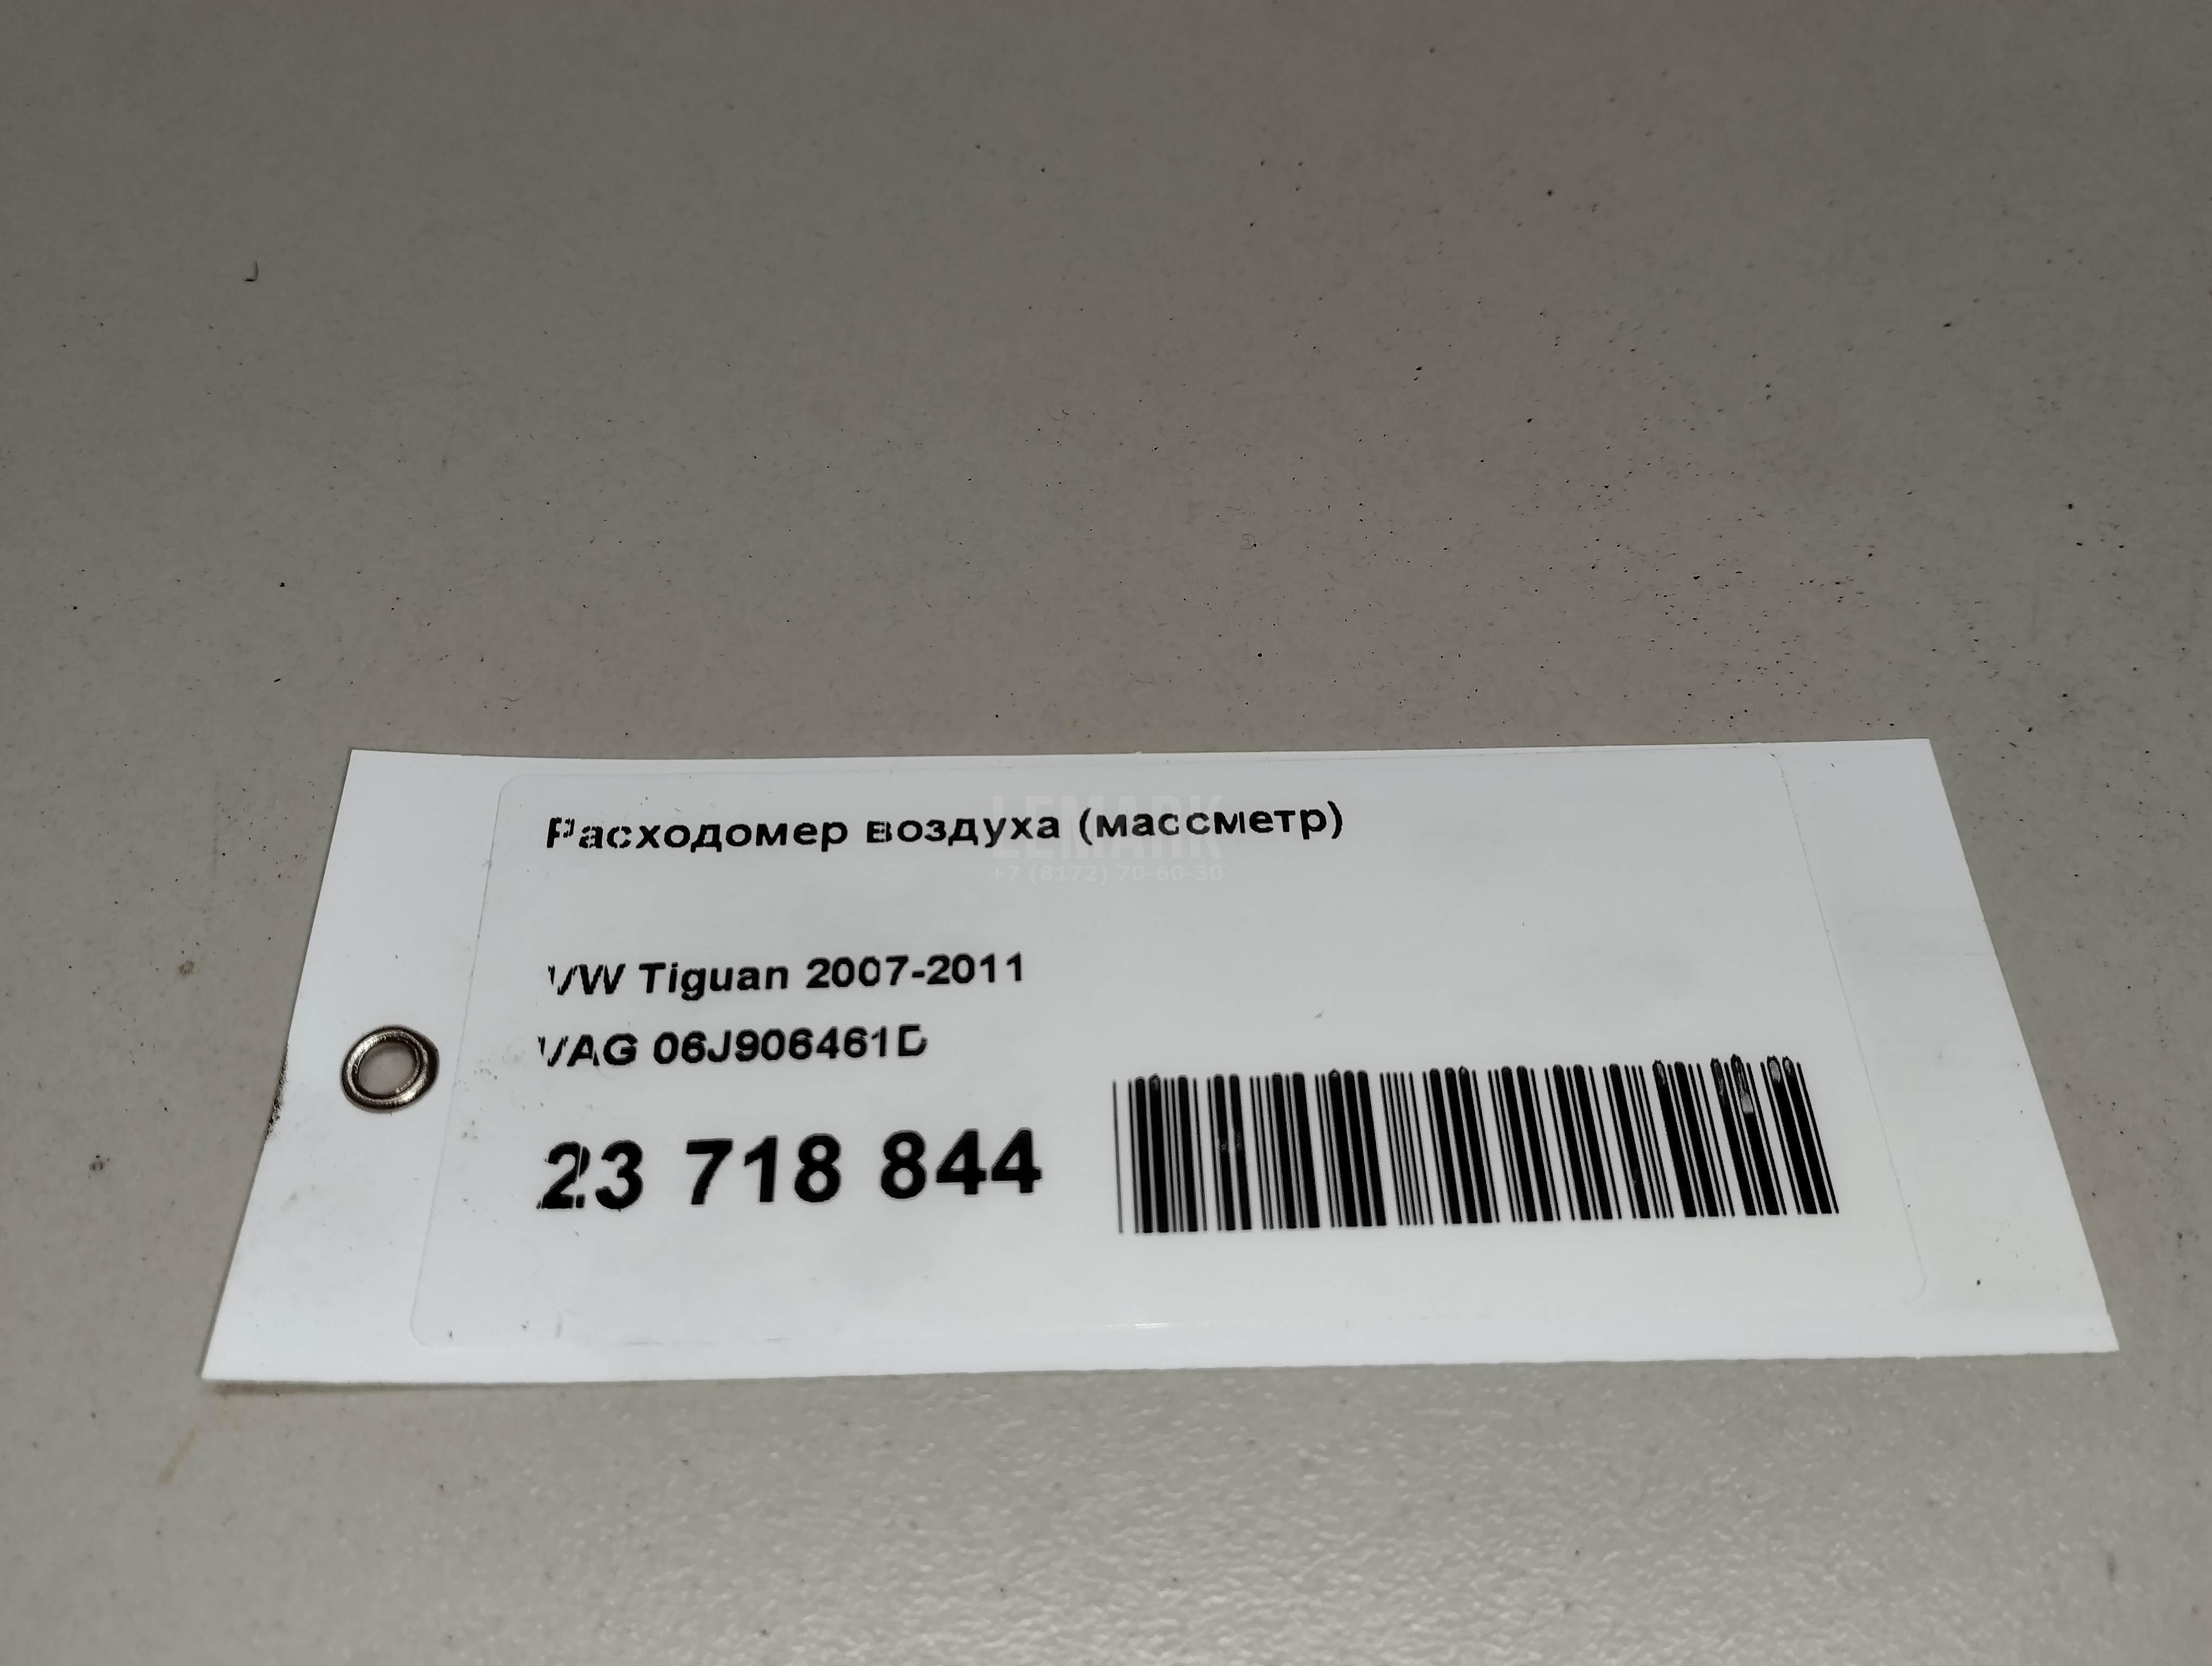 Расходомер воздуха (массметр)
LEMARK
+7 (8172) 70-60-30
VW Tiguan 2007-2011
VAG 06J906461D
23 718 844